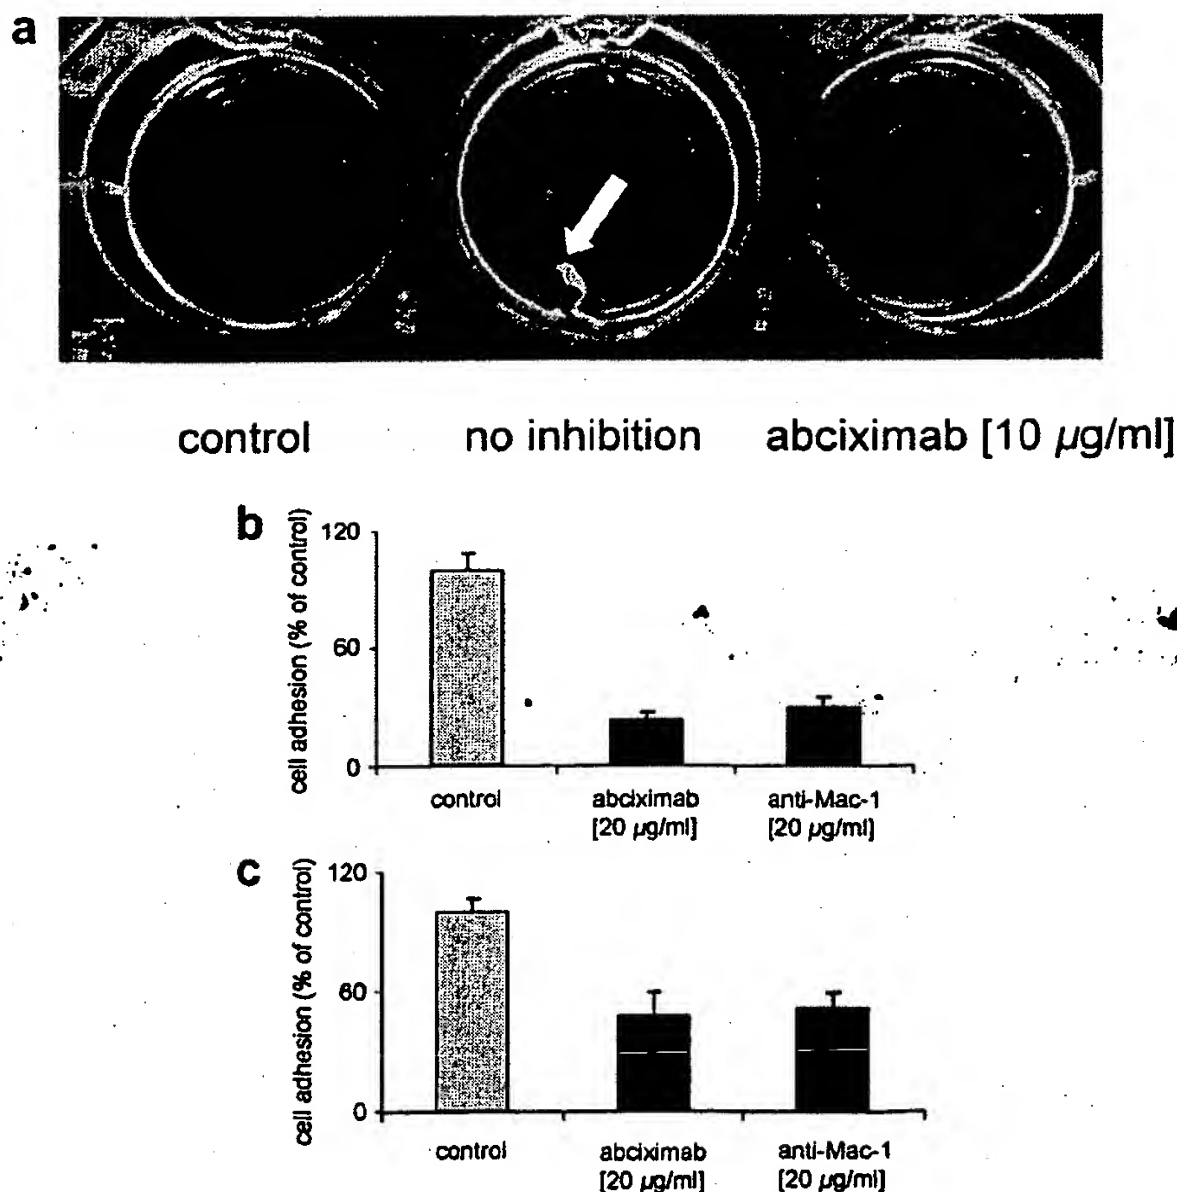 a
control no inhibition abciximab [10 µg/ml]
b
cell adhesion (% of control)
120
60
0
control abciximab anti-Mac-1
[20 µg/ml] [20 µg/ml]
c
cell adhesion (% of control)
120
60
0
control abciximab anti-Mac-1
[20 µg/ml] [20 µg/ml]